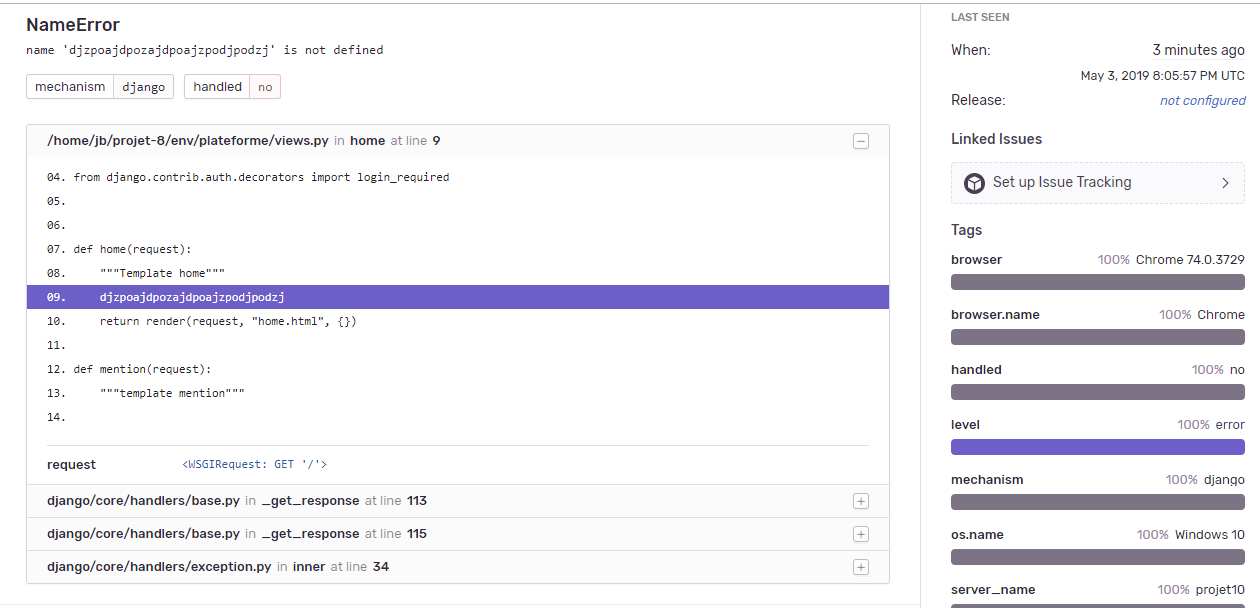 NameError
name 'djzpoajdpozajdpoajzpodjpodzj' is not defined
mechanism django handled no
/home/jb/projet-8/env/plateforme/views.py in home at line 9
04. from django.contrib.auth.decorators import login_required
05.
06.
07. def home(request):
08. """Template home"""
09. djzpoajdpozajdpoajzpodjpodzj
10. return render(request, "home.html", {})
11.
12. def mention(request):
13. """template mention"""
14.
request <WSGIRequest: GET '/'>
django/core/handlers/base.py in _get_response at line 113
django/core/handlers/base.py in _get_response at line 115
django/core/handlers/exception.py in inner at line 34
LAST SEEN
When: 3 minutes ago
May 3, 2019 8:05:57 PM UTC
Release: not configured
Linked Issues
Set up Issue Tracking
Tags
browser 100% Chrome 74.0.3729
browser.name 100% Chrome
handled 100% no
level 100% error
mechanism 100% django
os.name 100% Windows 10
server_name 100% projet10